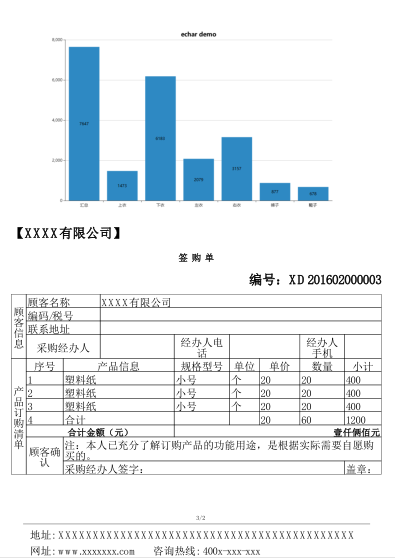 echar demo
8,000
6,000
4,000
2,000
0
【XXXX有限公司】
签 购 单
编号：XD201602000003
顾客信息
顾客名称 XXXX有限公司
编码/税号
联系地址
采购经办人 经办人电话 经办人手机
产品订购清单
序号 产品信息 规格型号 单位 单价 数量 小计
1 塑料纸 小号 个 20 20 400
2 塑料纸 小号 个 20 20 400
3 塑料纸 小号 个 20 20 400
4 合计 20 60 1200
合计金额（元） 壹仟俩佰元
顾客确认
注：本人已充分了解订购产品的功能用途，是根据实际需要自愿购
买的。
采购经办人签字： 盖章：
3/2
地址:XXXXXXXXXXXXXXXXXXXXXXXXXXXXXXXXXXXXXXXXX
网址:www.xxxxxxx.com 咨询热线:400x-xxx-xxx